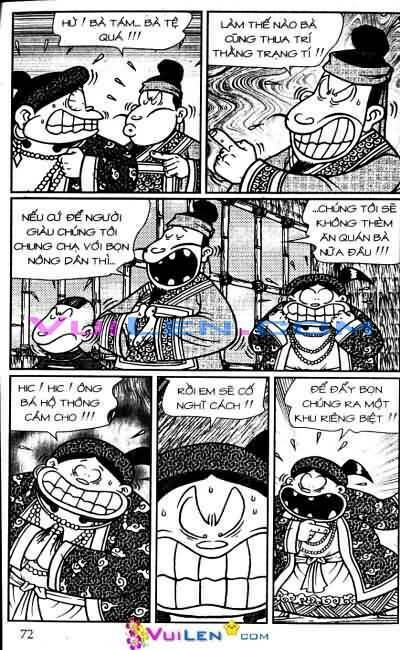 HỪ ! BÀ TÁM... BÀ TỆ
QUÁ !!!
LÀM THẾ NÀO BÀ
CŨNG THUA TRÍ
THẰNG TRẠNG TÍ !!
NẾU CỨ ĐỂ NGƯỜI
GIÀU CHÚNG TÔI
CHUNG CHẠ VỚI BỌN
NÔNG DÂN THÌ...
...CHÚNG TÔI SẼ
KHÔNG THÈM
ĂN QUÁN BÀ
NỮA ĐÂU !!!
VuiLen.com
HIC ! HIC ! ÔNG
BÁ HỘ THÔNG
CẢM CHO !!!
RỒI EM SẼ CỐ
NGHĨ CÁCH !!
ĐỂ ĐẨY BỌN
CHÚNG RA MỘT
KHU RIÊNG BIỆT !!
72
VuiLen.com